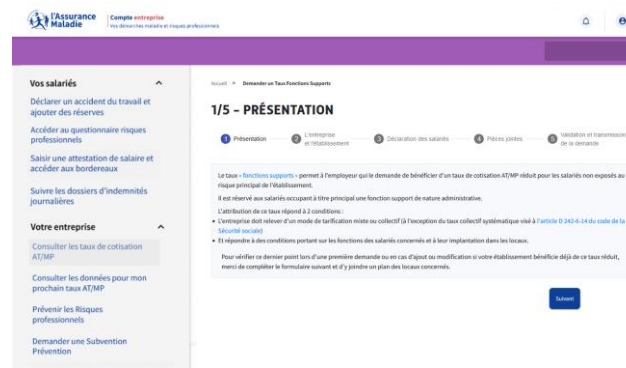 l'Assurance
Maladie
Compte entreprise
Vos démarches maladie et risques professionnels
Vos salariés
Déclarer un accident du travail et
ajouter des réserves
Accéder au questionnaire risques
professionnels
Saisir une attestation de salaire et
accéder aux bordereaux
Suivre les dossiers d'indemnités
journalières
Votre entreprise
Consulter les taux de cotisation
AT/MP
Consulter les données pour mon
prochain taux AT/MP
Prévenir les Risques
professionnels
Demander une Subvention
Prévention
Accueil > Demander un Taux Fonctions Supports
1/5 – PRÉSENTATION
1 Présentation
2 L'entreprise
et l'établissement
3 Déclaration des salariés
4 Pièces jointes
5 Validation et transmission
de la demande
Le taux « fonctions supports » permet à l'employeur qui le demande de bénéficier d'un taux de cotisation AT/MP réduit pour les salariés non exposés au
risque principal de l'établissement.
Il est réservé aux salariés occupant à titre principal une fonction support de nature administrative.
L'attribution de ce taux répond à 2 conditions :
• L'entreprise doit relever d'un mode de tarification mixte ou collectif (à l'exception du taux collectif systématique visé à l'article D 242-6-14 du code de la
Sécurité sociale)
• Et répondre à des conditions portant sur les fonctions des salariés concernés et à leur implantation dans les locaux.
Pour vérifier ce dernier point lors d'une première demande ou en cas d'ajout ou modification si votre établissement bénéficie déjà de ce taux réduit,
merci de compléter le formulaire suivant et d'y joindre un plan des locaux concernés.
Suivant